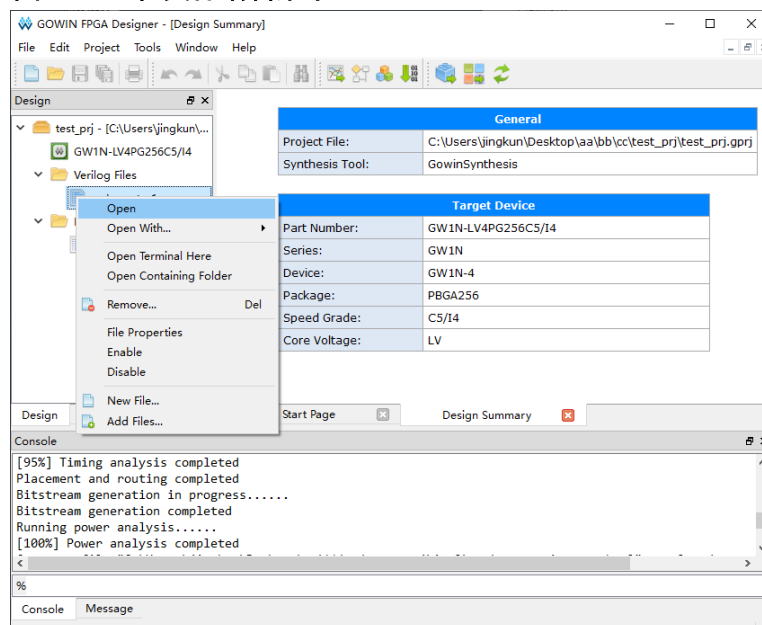 GOWIN FPGA Designer - [Design Summary]
File Edit Project Tools Window Help
Design
test_prj - [C:\Users\jingkun\...
GW1N-LV4PG256C5/I4
Verilog Files
Open
Open With...
Open Terminal Here
Open Containing Folder
Remove... Del
File Properties
Enable
Disable
New File...
Add Files...
General
Project File: C:\Users\jingkun\Desktop\aa\bb\cc\test_prj\test_prj.gprj
Synthesis Tool: GowinSynthesis
Target Device
Part Number: GW1N-LV4PG256C5/I4
Series: GW1N
Device: GW1N-4
Package: PBGA256
Speed Grade: C5/I4
Core Voltage: LV
Design
Start Page Design Summary
Console
[95%] Timing analysis completed
Placement and routing completed
Bitstream generation in progress......
Bitstream generation completed
Running power analysis......
[100%] Power analysis completed
%
Console Message